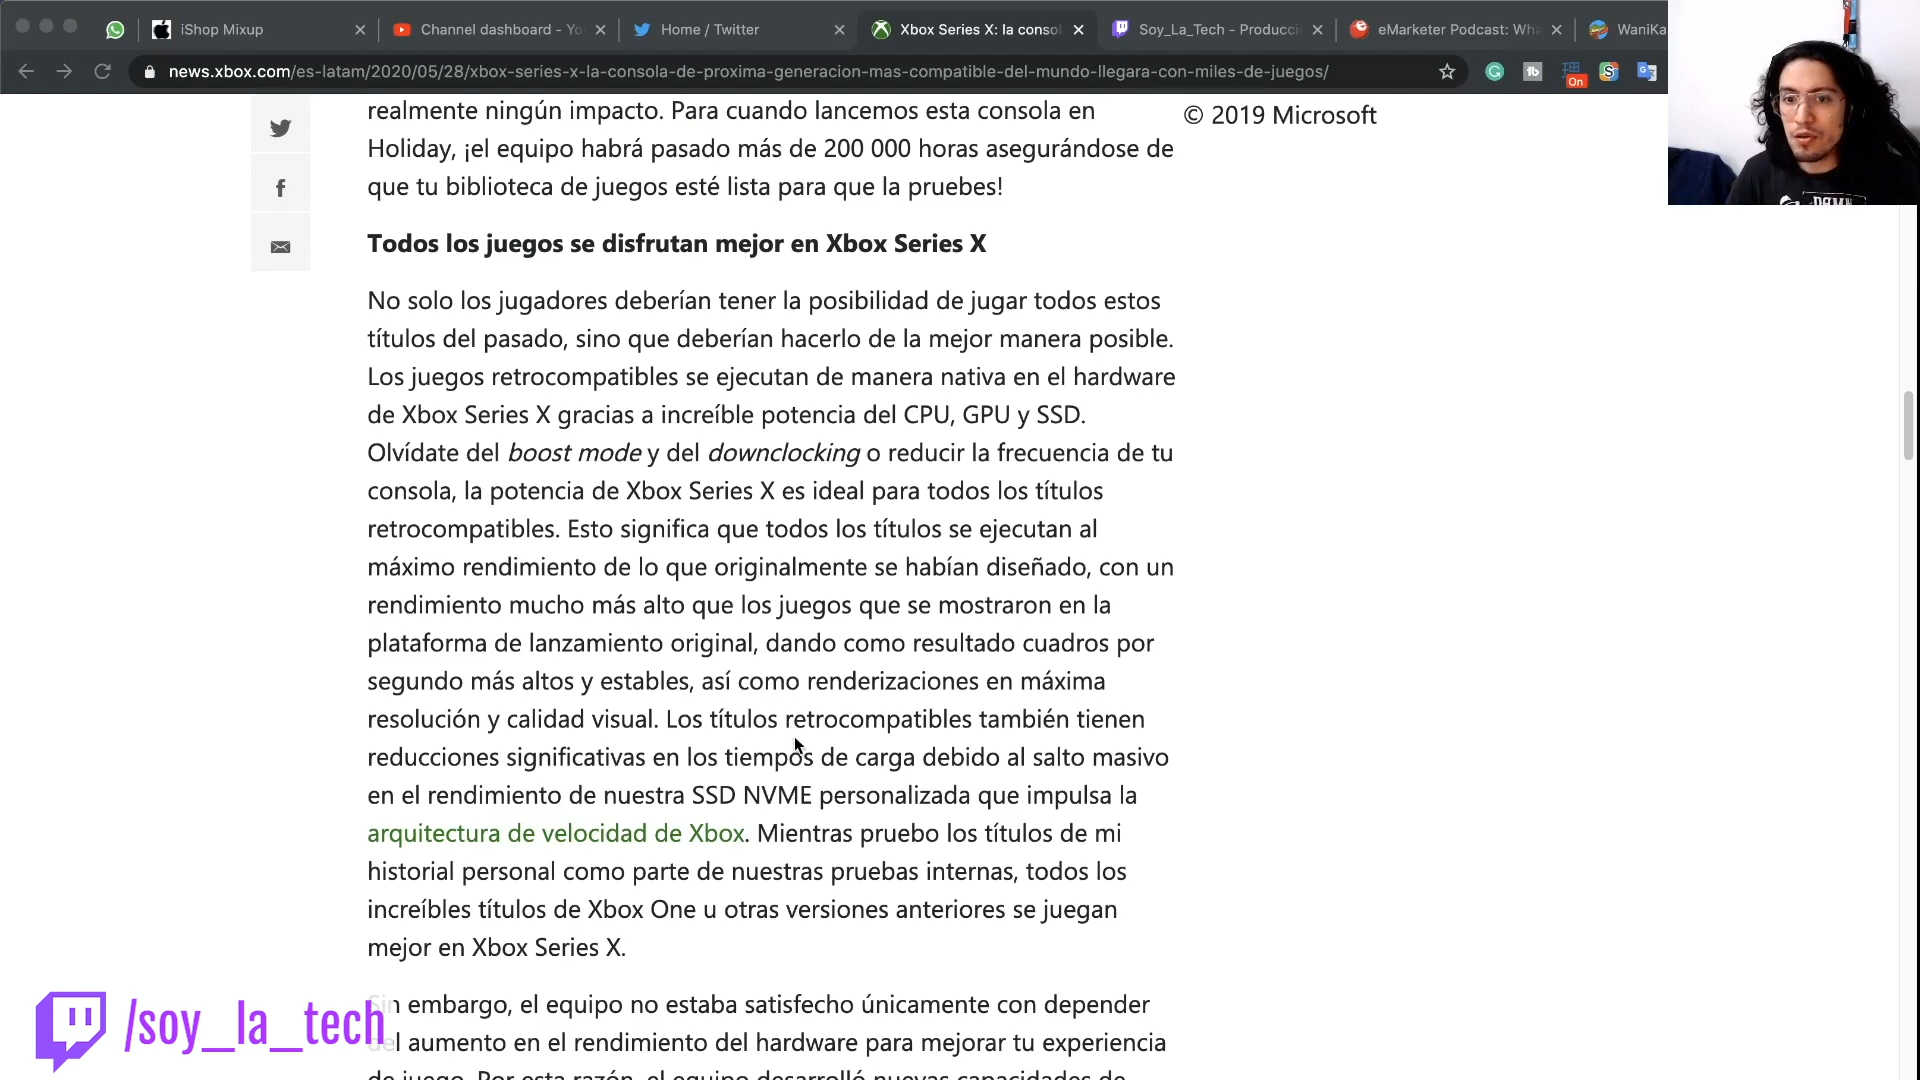 iShop Mixup
Channel dashboard - Yo
Home / Twitter
Xbox Series X: la consol
Soy_La_Tech - Producci
eMarketer Podcast: Wha
WaniKa
news.xbox.com/es-latam/2020/05/28/xbox-series-x-la-consola-de-proxima-generacion-mas-compatible-del-mundo-llegara-con-miles-de-juegos/
On
realmente ningún impacto. Para cuando lancemos esta consola en
Holiday, ¡el equipo habrá pasado más de 200 000 horas asegurándose de
que tu biblioteca de juegos esté lista para que la pruebes!
© 2019 Microsoft
Todos los juegos se disfrutan mejor en Xbox Series X
No solo los jugadores deberían tener la posibilidad de jugar todos estos
títulos del pasado, sino que deberían hacerlo de la mejor manera posible.
Los juegos retrocompatibles se ejecutan de manera nativa en el hardware
de Xbox Series X gracias a increíble potencia del CPU, GPU y SSD.
Olvídate del boost mode y del downclocking o reducir la frecuencia de tu
consola, la potencia de Xbox Series X es ideal para todos los títulos
retrocompatibles. Esto significa que todos los títulos se ejecutan al
máximo rendimiento de lo que originalmente se habían diseñado, con un
rendimiento mucho más alto que los juegos que se mostraron en la
plataforma de lanzamiento original, dando como resultado cuadros por
segundo más altos y estables, así como renderizaciones en máxima
resolución y calidad visual. Los títulos retrocompatibles también tienen
reducciones significativas en los tiempos de carga debido al salto masivo
en el rendimiento de nuestra SSD NVME personalizada que impulsa la
arquitectura de velocidad de Xbox. Mientras pruebo los títulos de mi
historial personal como parte de nuestras pruebas internas, todos los
increíbles títulos de Xbox One u otras versiones anteriores se juegan
mejor en Xbox Series X.
Sin embargo, el equipo no estaba satisfecho únicamente con depender
del aumento en el rendimiento del hardware para mejorar tu experiencia
de juego. Por esta razón, el equipo desarrolló nuevas capacidades de
/soy_la_tech